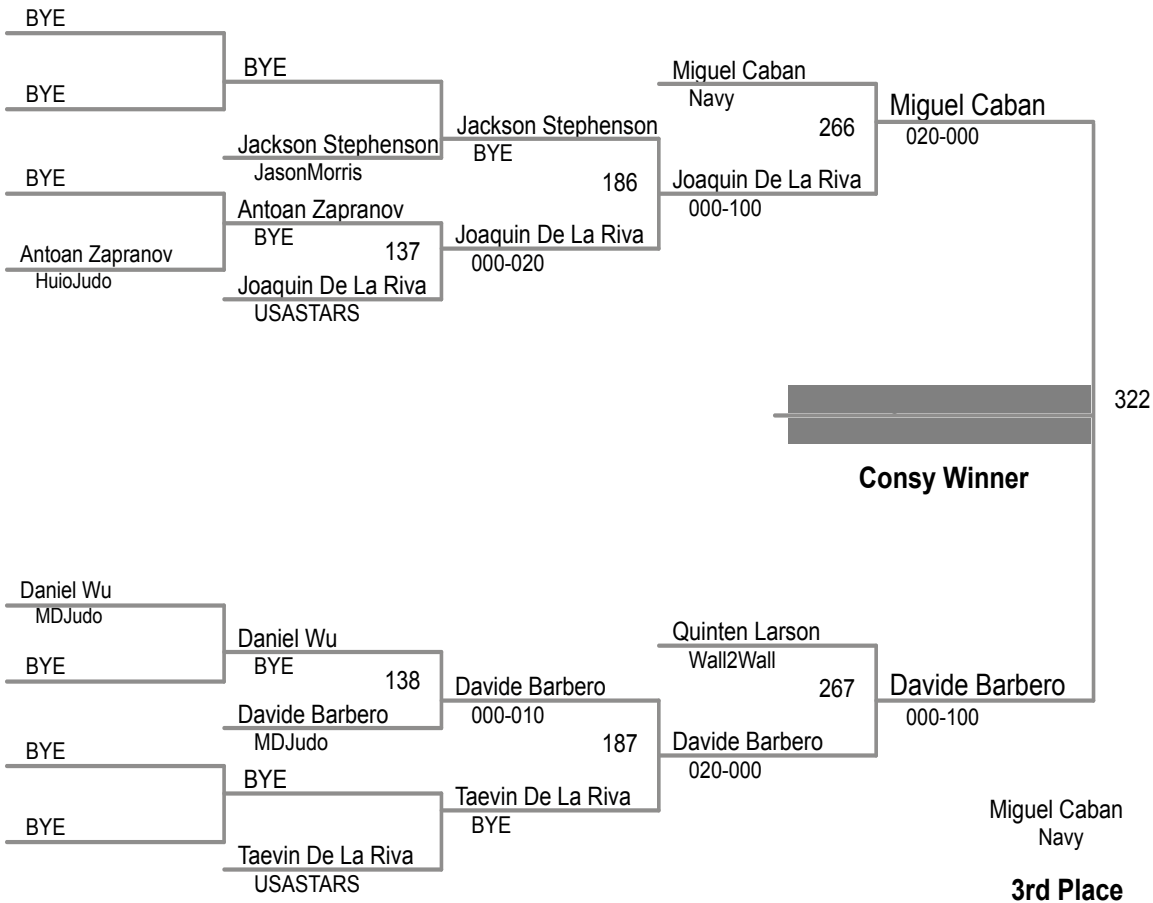 BYE
BYE
BYE
Jackson Stephenson
JasonMorris
Jackson Stephenson
BYE
Miguel Caban
Navy
266
Miguel Caban
020-000
BYE
Antoan Zapranov
HuioJudo
Antoan Zapranov
BYE
137
Joaquin De La Riva
USASTARS
Joaquin De La Riva
000-020
186
Joaquin De La Riva
000-100
322
Consy Winner
Daniel Wu
MDJudo
BYE
Daniel Wu
BYE
138
Davide Barbero
MDJudo
Davide Barbero
000-010
187
Quinten Larson
Wall2Wall
267
Davide Barbero
000-100
Davide Barbero
020-000
BYE
BYE
BYE
Taevin De La Riva
USASTARS
Taevin De La Riva
BYE
Miguel Caban
Navy
3rd Place